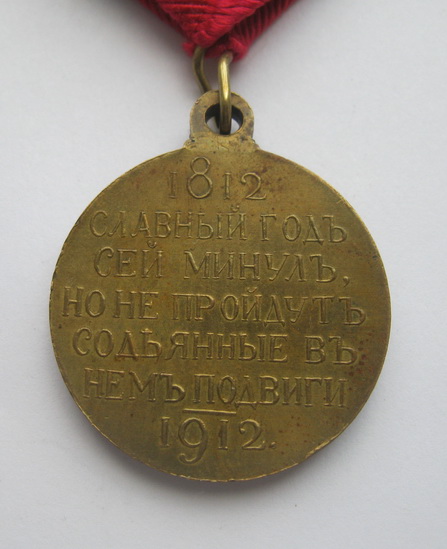 1812
СЛАВНЫЙ ГОДЪ
СЕЙ МИНУЛЪ,
НО НЕ ПРОЙДУТЪ
СОДѢЯННЫЕ ВЪ
НЕМЪ ПОДВИГИ
1912.